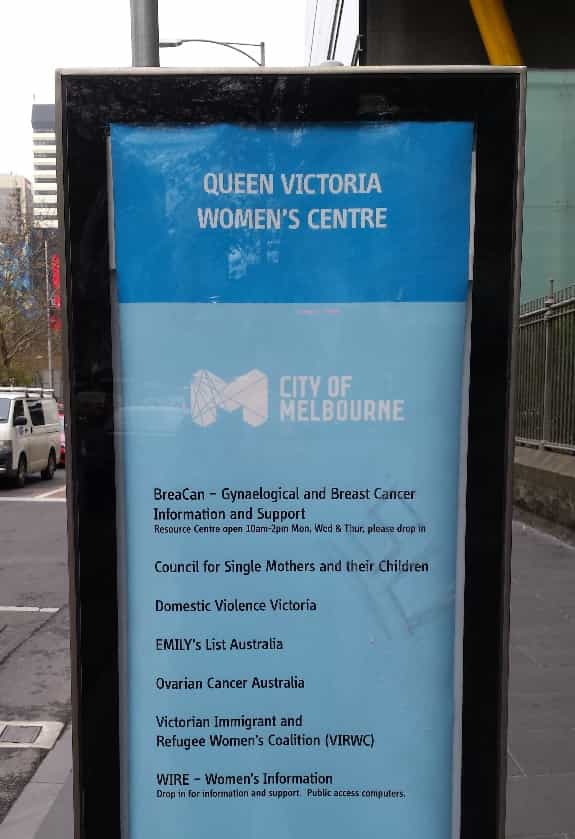 QUEEN VICTORIA
WOMEN'S CENTRE
CITY OF
MELBOURNE
BreaCan – Gynaelogical and Breast Cancer
Information and Support
Resource Centre open 10am-2pm Mon, Wed & Thur, please drop in
Council for Single Mothers and their Children
Domestic Violence Victoria
EMILY's List Australia
Ovarian Cancer Australia
Victorian Immigrant and
Refugee Women's Coalition (VIRWC)
WIRE – Women's Information
Drop in for information and support. Public access computers.